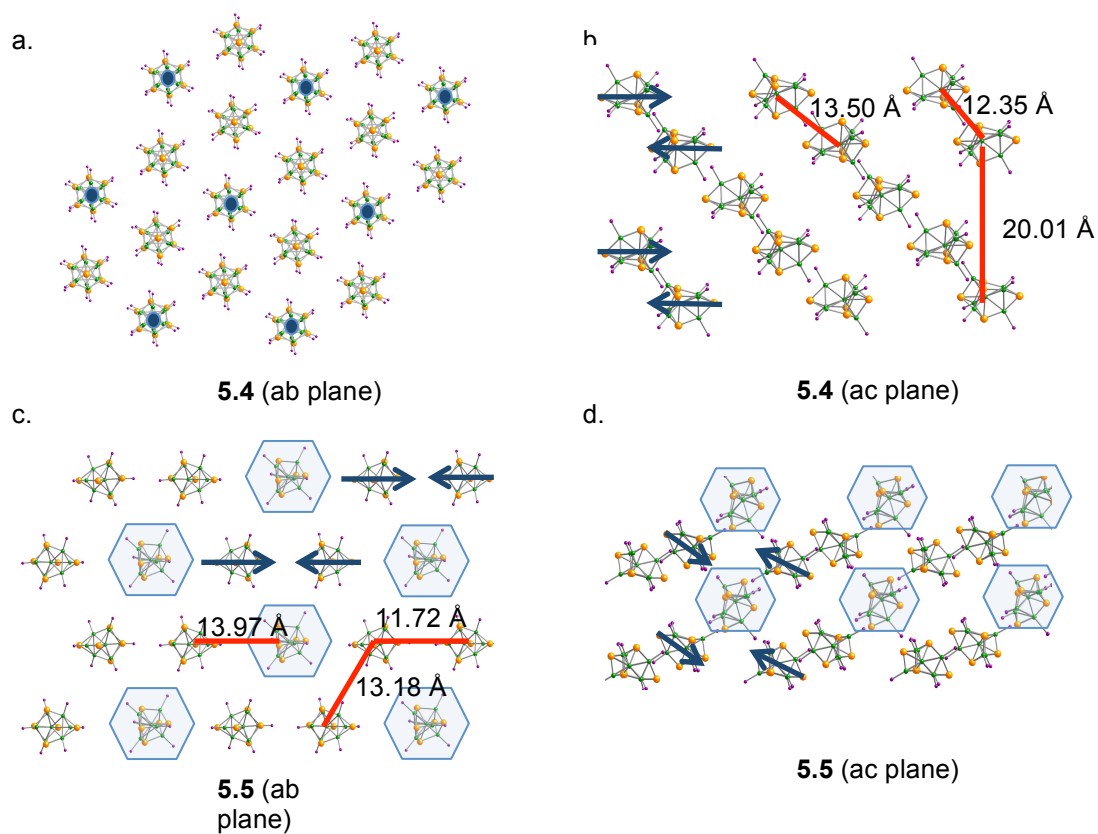 a.
b.
13.50 Å
12.35 Å
20.01 Å
5.4 (ab plane)
5.4 (ac plane)
c.
d.
13.97 Å
11.72 Å
13.18 Å
5.5 (ab
plane)
5.5 (ac plane)